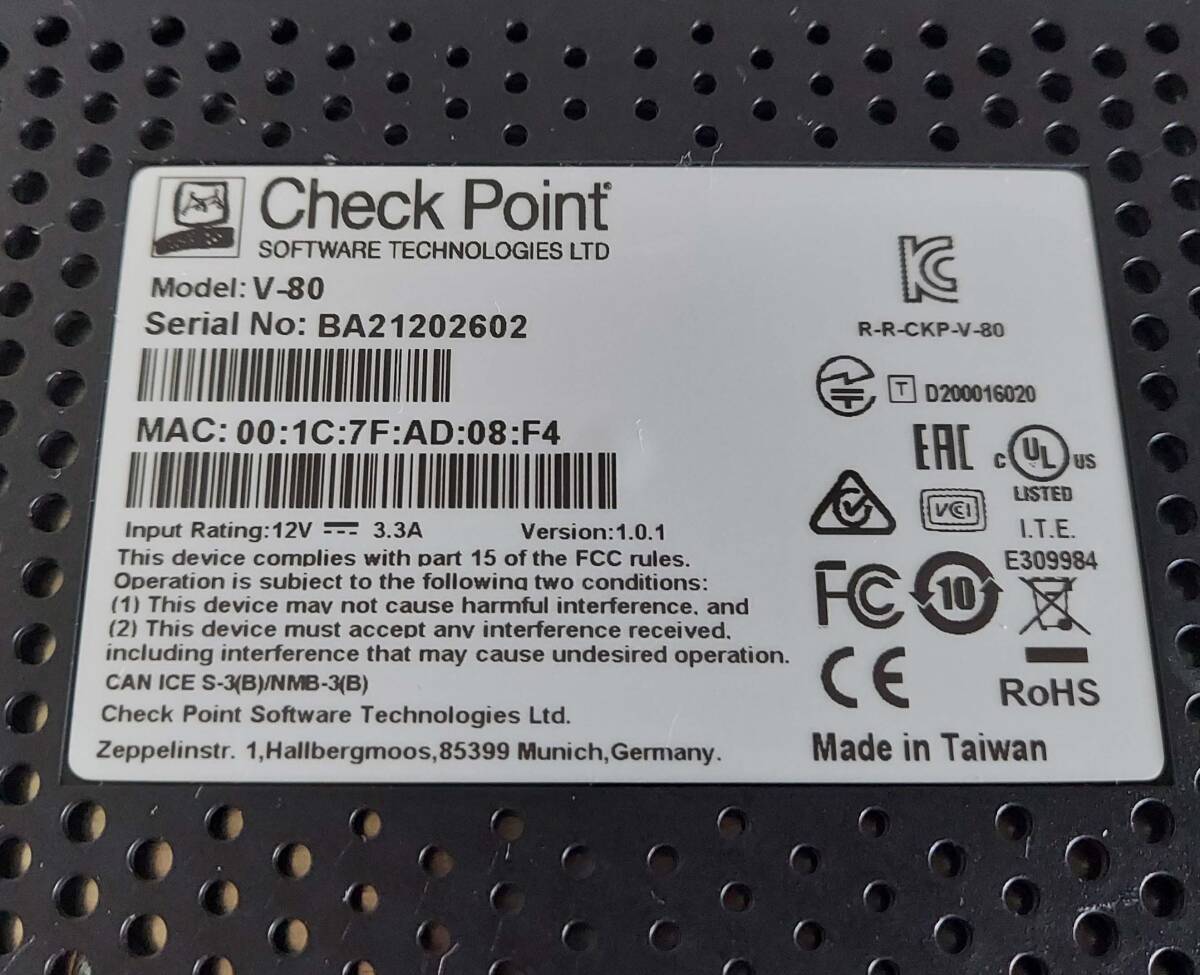 Check Point
SOFTWARE TECHNOLOGIES LTD
Model: V-80
Serial No: BA21202602
MAC: 00:1C:7F:AD:08:F4
Input Rating:12V 3.3A Version:1.0.1
This device complies with part 15 of the FCC rules.
Operation is subject to the following two conditions:
(1) This device may not cause harmful interference, and
(2) This device must accept any interference received,
including interference that may cause undesired operation.
CAN ICE S-3(B)/NMB-3(B)
Check Point Software Technologies Ltd.
Zeppelinstr. 1,Hallbergmoos,85399 Munich,Germany.
KC
R-R-CKP-V-80
T D200016020
EAC
C UL US
LISTED
VCI
I.T.E.
E309984
FC
10
CE
RoHS
Made in Taiwan